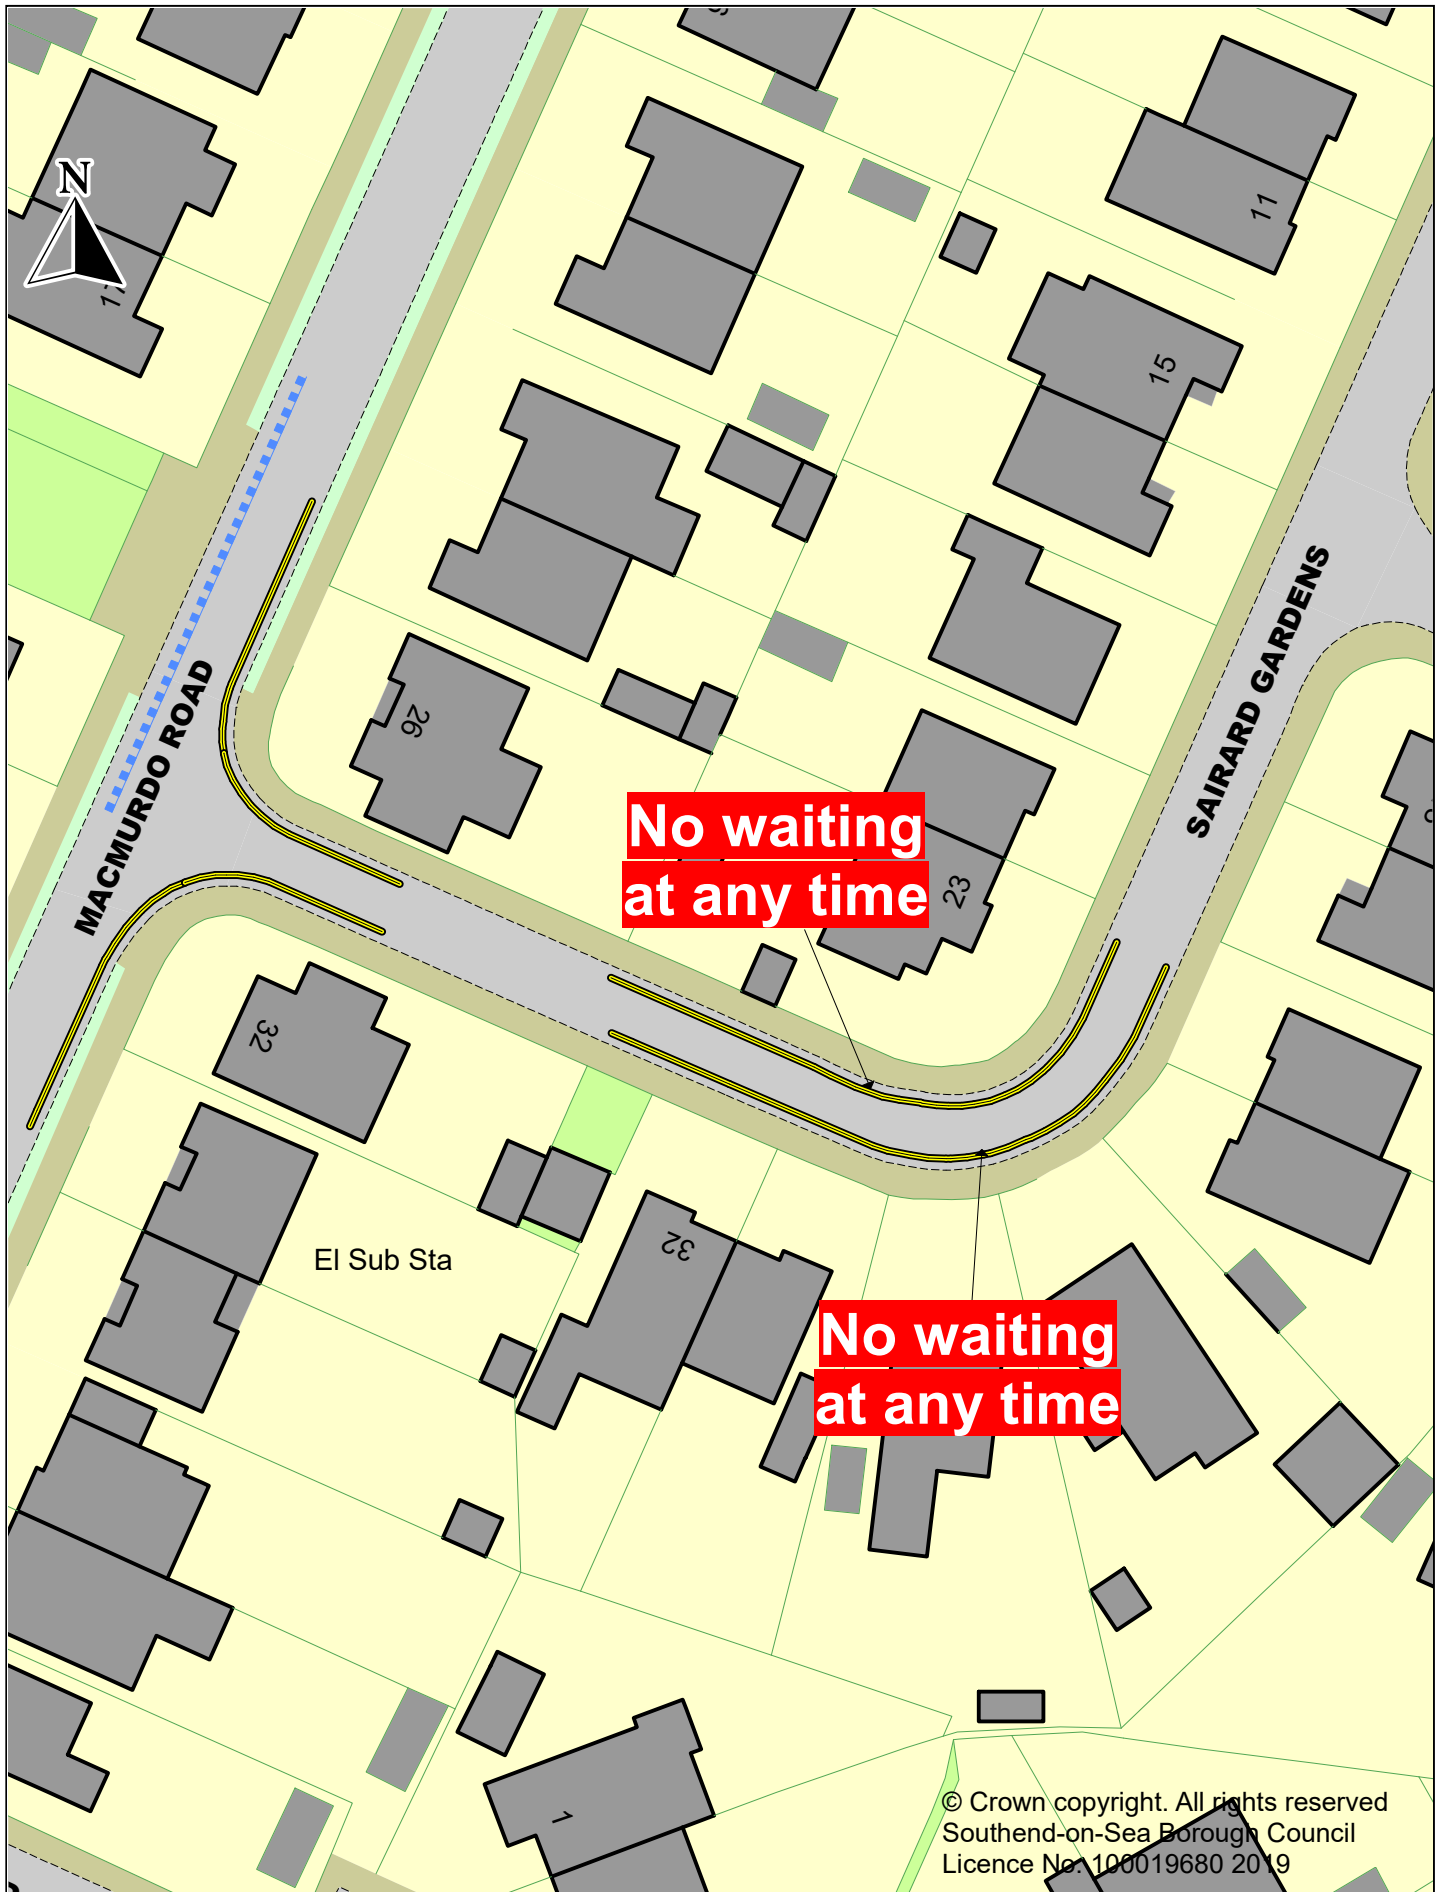 N
11
17
15
SAIRARD GARDENS
MACMURDO ROAD
26
No waiting
at any time
23
32
32
El Sub Sta
No waiting
at any time
1
© Crown copyright. All rights reserved
Southend-on-Sea Borough Council
Licence No: 100019680 2019